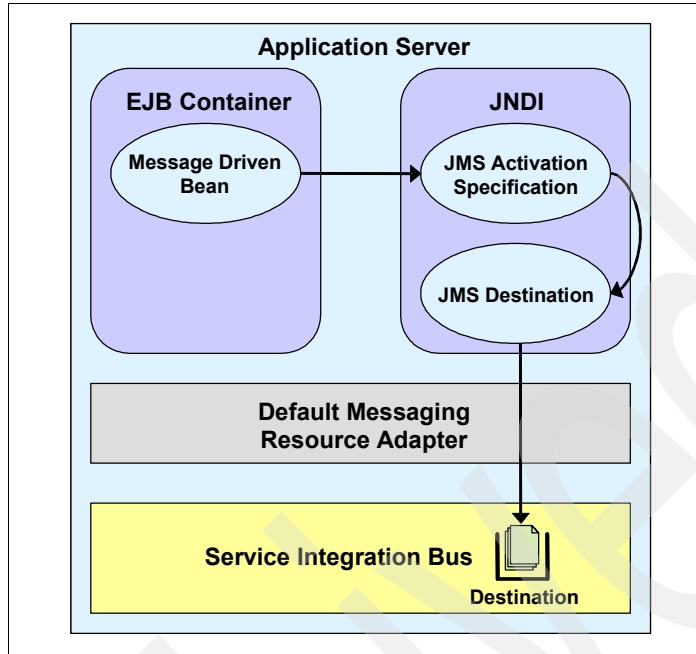 Application Server
EJB Container
JNDI
Message Driven
Bean
JMS Activation
Specification
JMS Destination
Default Messaging
Resource Adapter
Service Integration Bus
Destination